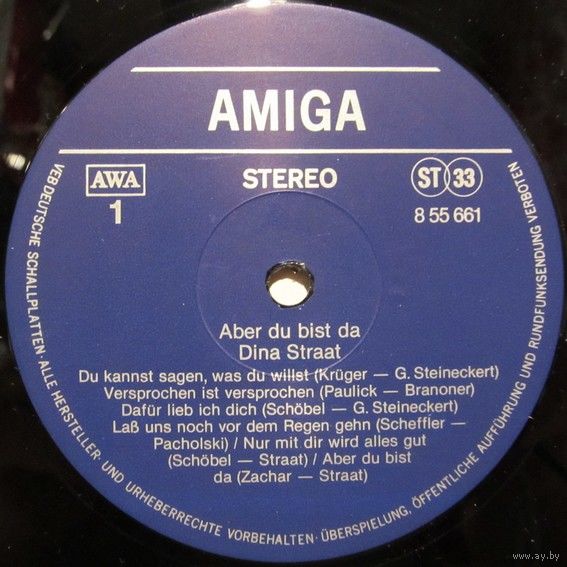 AMIGA
AWA
STEREO
ST 33
1
8 55 661
Aber du bist da
Dina Straat
Du kannst sagen, was du willst (Krüger — G. Steineckert)
Versprochen ist versprochen (Paulick — Branoner)
Dafür lieb ich dich (Schöbel — G. Steineckert)
Laß uns noch vor dem Regen gehn (Scheffler —
Pacholski) / Nur mit dir wird alles gut
(Schöbel — Straat) / Aber du bist
da (Zachar — Straat)
VEB DEUTSCHE SCHALLPLATTEN · ALLE HERSTELLER- UND URHEBERRECHTE VORBEHALTEN · ÜBERSPIELUNG, ÖFFENTLICHE AUFFÜHRUNG UND RUNDFUNKSENDUNG VERBOTEN
www.ay.by